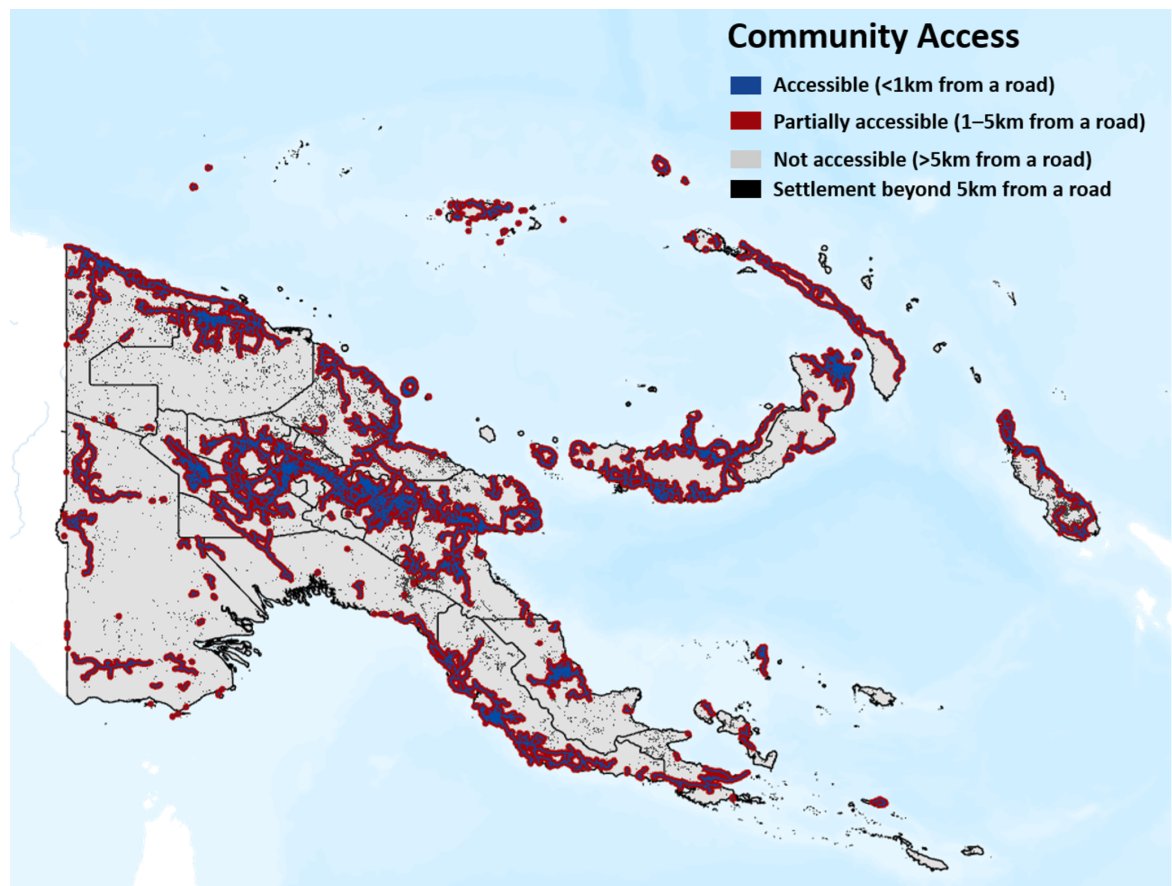 Community Access
Accessible (<1km from a road)
Partially accessible (1–5km from a road)
Not accessible (>5km from a road)
Settlement beyond 5km from a road